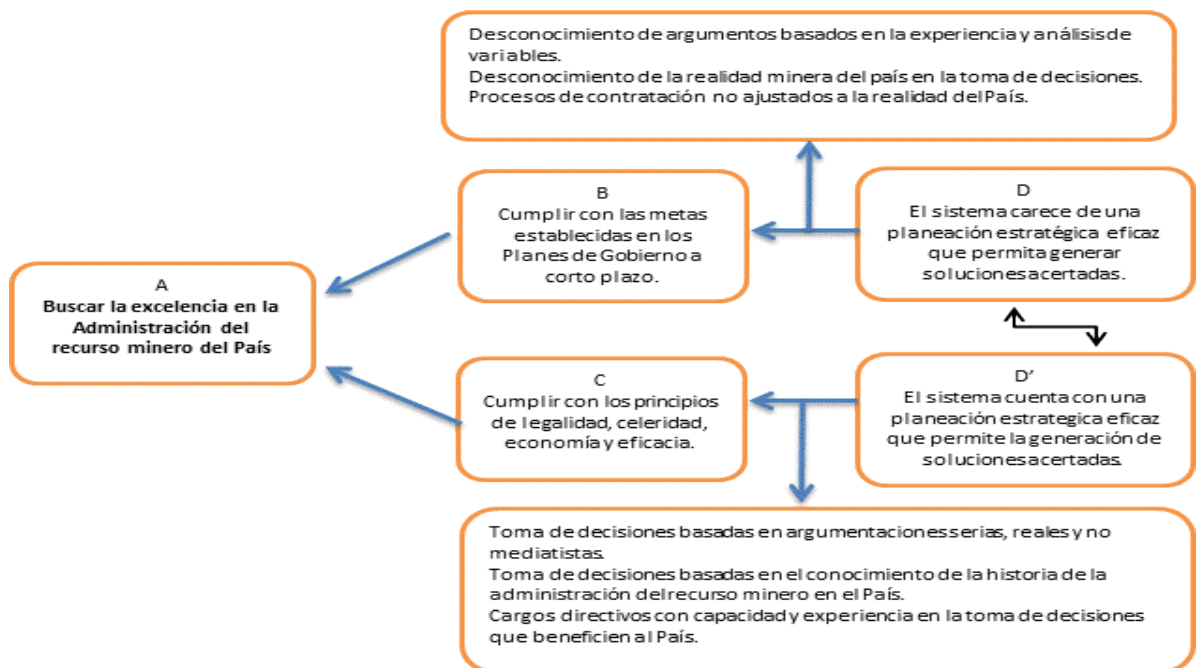 Desconocimiento de argumentos basados en la experiencia y análisis de
variables.
Desconocimiento de la realidad minera del país en la toma de decisiones.
Procesos de contratación no ajustados a la realidad del País.
B
Cumplir con las metas
establecidas en los
Planes de Gobierno a
corto plazo.
D
El sistema carece de una
planeación estratégica eficaz
que permita generar
soluciones acertadas.
A
Buscar la excelencia en la
Administración del
recurso minero del País
C
Cumplir con los principios
de legalidad, celeridad,
economía y eficacia.
D’
El sistema cuenta con una
planeación estrategica eficaz
que permite la generación de
soluciones acertadas.
Toma de decisiones basadas en argumentaciones serias, reales y no
mediatistas.
Toma de decisiones basadas en el conocimiento de la historia de la
administración del recurso minero en el País.
Cargos directivos con capacidad y experiencia en la toma de decisiones
que beneficien al País.